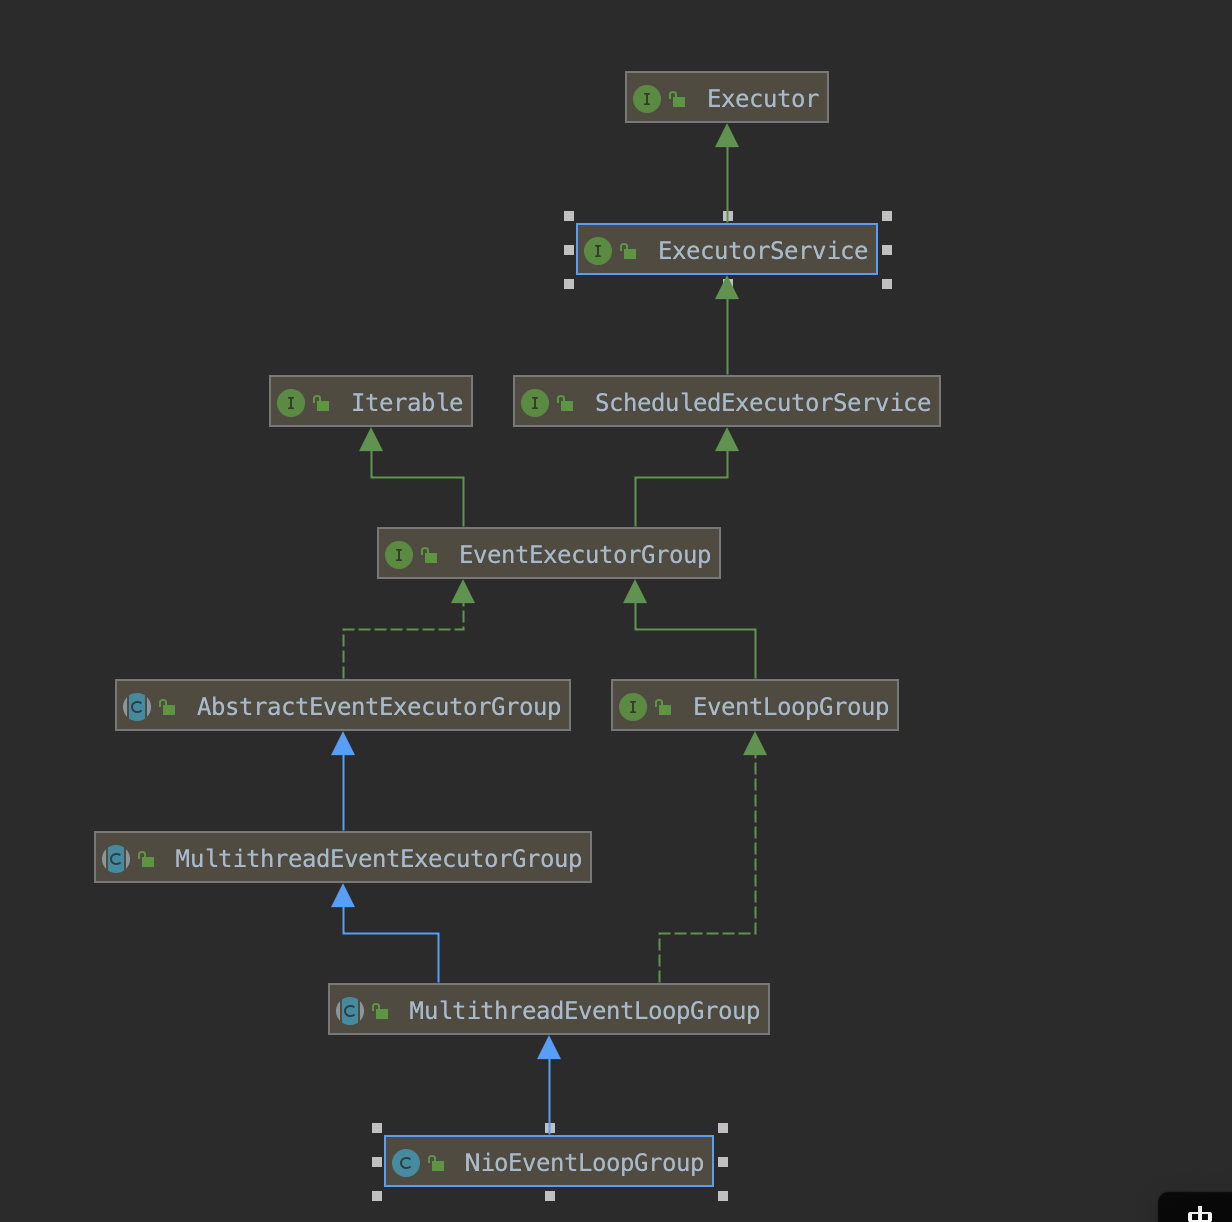 Executor
ExecutorService
Iterable
ScheduledExecutorService
EventExecutorGroup
AbstractEventExecutorGroup
EventLoopGroup
MultithreadEventExecutorGroup
MultithreadEventLoopGroup
NioEventLoopGroup